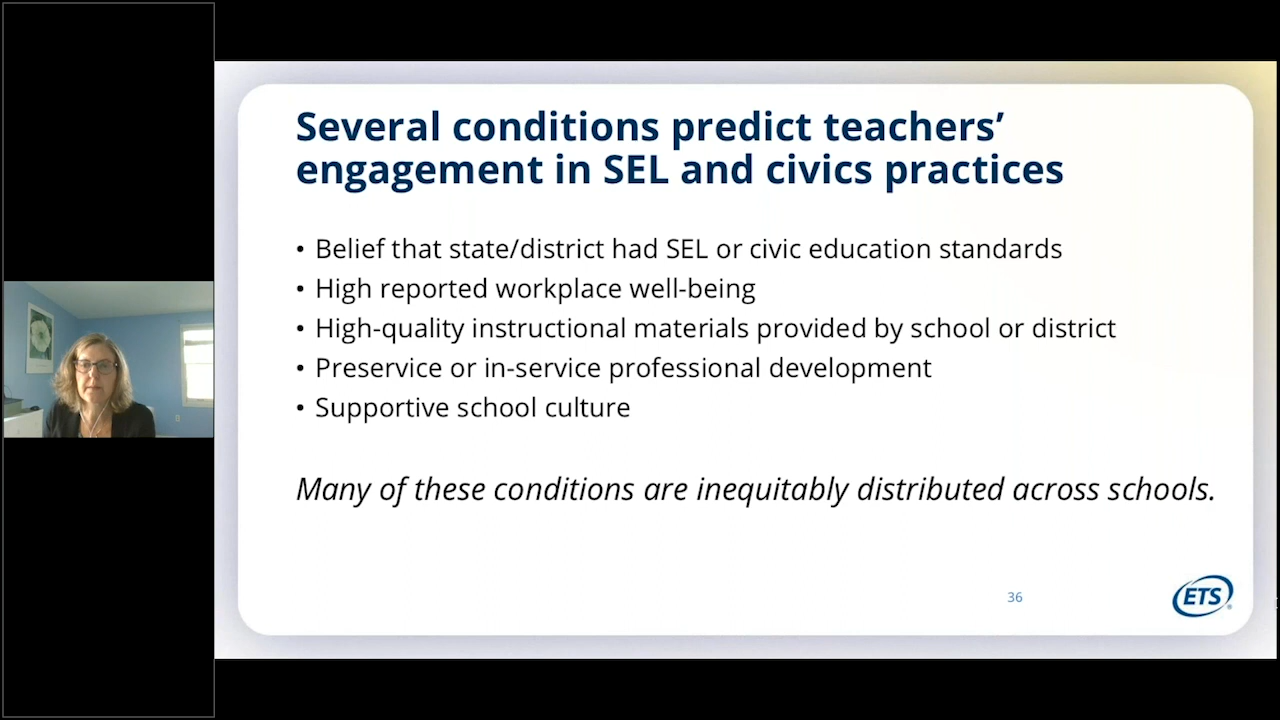 Several conditions predict teachers’
engagement in SEL and civics practices
• Belief that state/district had SEL or civic education standards
• High reported workplace well-being
• High-quality instructional materials provided by school or district
• Preservice or in-service professional development
• Supportive school culture
Many of these conditions are inequitably distributed across schools.
36
ETS®